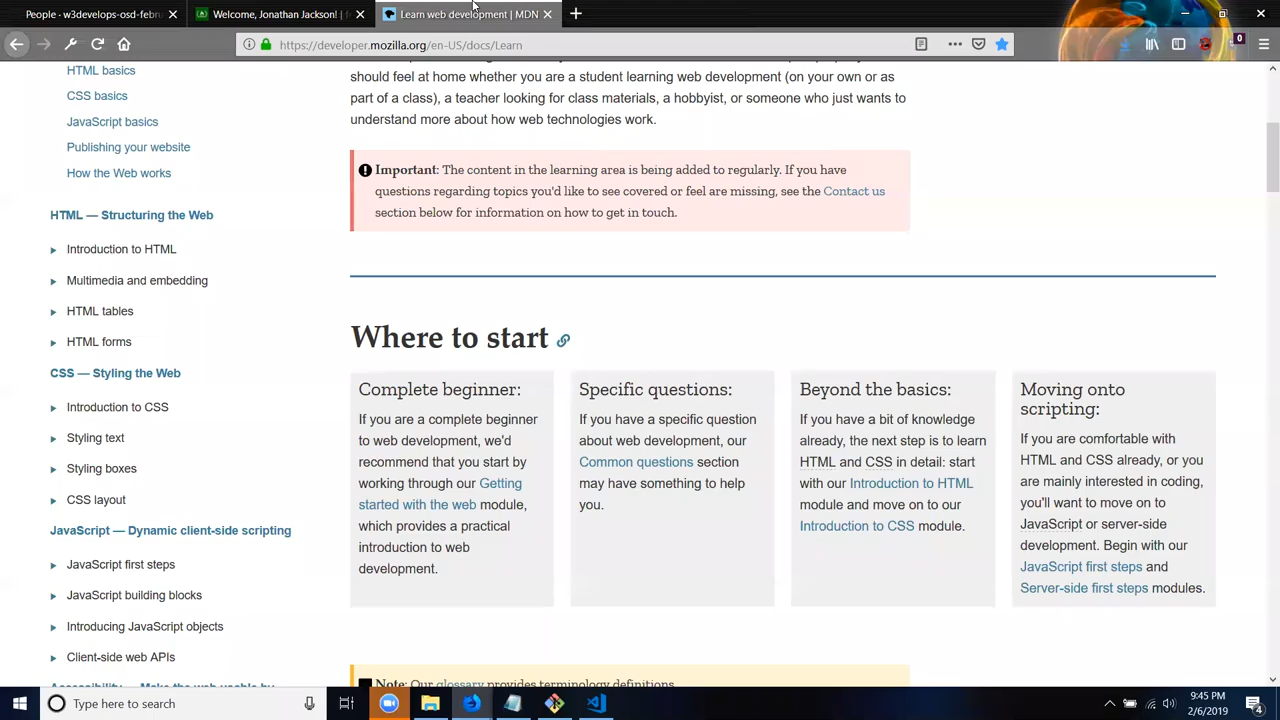 People - w3develops-osd-febru
Welcome, Jonathan Jackson! | f
Learn web development | MDN
https://developer.mozilla.org/en-US/docs/Learn
0
HTML basics
CSS basics
JavaScript basics
Publishing your website
How the Web works
HTML — Structuring the Web
Introduction to HTML
Multimedia and embedding
HTML tables
HTML forms
CSS — Styling the Web
Introduction to CSS
Styling text
Styling boxes
CSS layout
JavaScript — Dynamic client-side scripting
JavaScript first steps
JavaScript building blocks
Introducing JavaScript objects
Client-side web APIs
should feel at home whether you are a student learning web development (on your own or as
part of a class), a teacher looking for class materials, a hobbyist, or someone who just wants to
understand more about how web technologies work.
Important: The content in the learning area is being added to regularly. If you have
questions regarding topics you'd like to see covered or feel are missing, see the Contact us
section below for information on how to get in touch.
Where to start
Complete beginner:
If you are a complete beginner
to web development, we'd
recommend that you start by
working through our Getting
started with the web module,
which provides a practical
introduction to web
development.
Specific questions:
If you have a specific question
about web development, our
Common questions section
may have something to help
you.
Beyond the basics:
If you have a bit of knowledge
already, the next step is to learn
HTML and CSS in detail: start
with our Introduction to HTML
module and move on to our
Introduction to CSS module.
Moving onto
scripting:
If you are comfortable with
HTML and CSS already, or you
are mainly interested in coding,
you'll want to move on to
JavaScript or server-side
development. Begin with our
JavaScript first steps and
Server-side first steps modules.
Note: Our glossary provides terminology definitions.
Type here to search
9:45 PM
2/6/2019
4